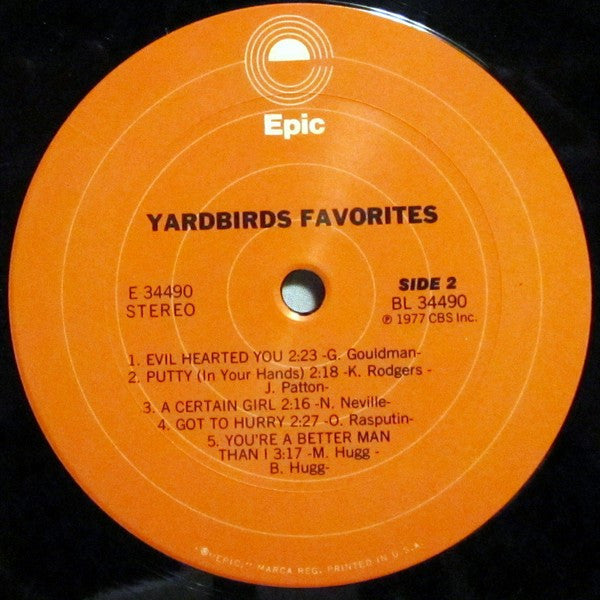 Epic
YARDBIRDS FAVORITES
E 34490
STEREO
SIDE 2
BL 34490
℗ 1977 CBS Inc.
1. EVIL HEARTED YOU 2:23 -G. Gouldman-
2. PUTTY (In Your Hands) 2:18 -K. Rodgers -
J. Patton-
3. A CERTAIN GIRL 2:16 -N. Neville-
4. GOT TO HURRY 2:27 -O. Rasputin-
5. YOU'RE A BETTER MAN
THAN I 3:17 -M. Hugg -
B. Hugg-
"EPIC," MARCA REG. PRINTED IN U.S.A.